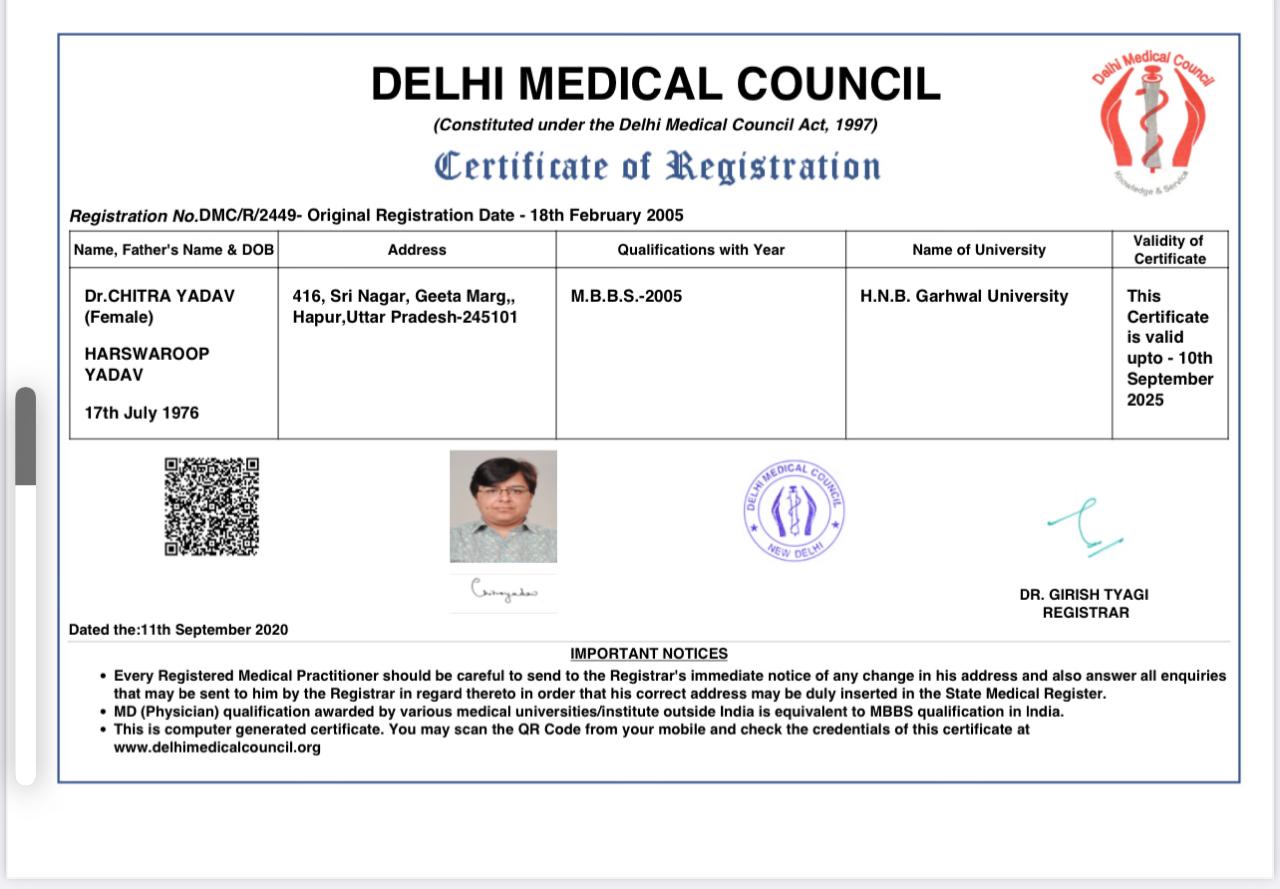 DELHI MEDICAL COUNCIL
(Constituted under the Delhi Medical Council Act, 1997)
Certificate of Registration
Delhi Medical Council
Knowledge & Service
Registration No.DMC/R/2449- Original Registration Date - 18th February 2005
Name, Father's Name & DOB
Address
Qualifications with Year
Name of University
Validity of
Certificate
Dr.CHITRA YADAV
(Female)
HARSWAROOP
YADAV
17th July 1976
416, Sri Nagar, Geeta Marg,,
Hapur,Uttar Pradesh-245101
M.B.B.S.-2005
H.N.B. Garhwal University
This
Certificate
is valid
upto - 10th
September
2025
Chitrayadav
DELHI MEDICAL COUNCIL
NEW DELHI
DR. GIRISH TYAGI
REGISTRAR
Dated the:11th September 2020
IMPORTANT NOTICES
• Every Registered Medical Practitioner should be careful to send to the Registrar's immediate notice of any change in his address and also answer all enquiries
that may be sent to him by the Registrar in regard thereto in order that his correct address may be duly inserted in the State Medical Register.
• MD (Physician) qualification awarded by various medical universities/institute outside India is equivalent to MBBS qualification in India.
• This is computer generated certificate. You may scan the QR Code from your mobile and check the credentials of this certificate at
www.delhimedicalcouncil.org